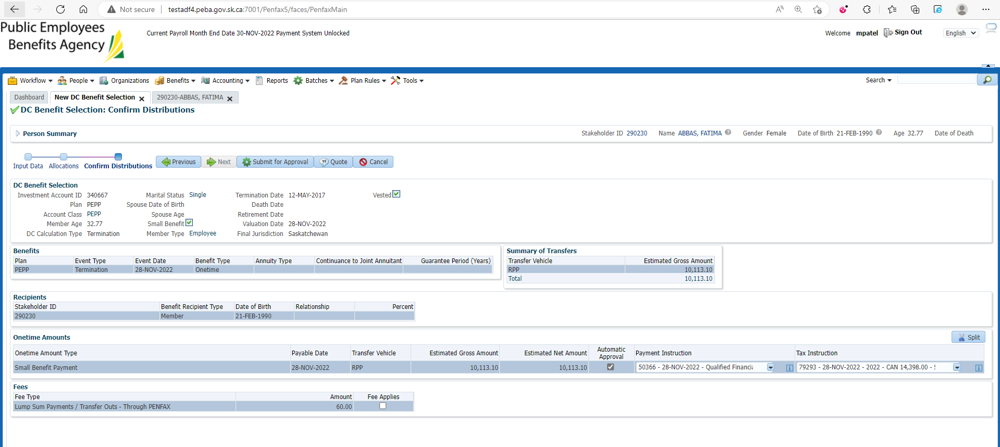 Not secure testadf4.peba.gov.sk.ca:7001/Penfax5/faces/PenfaxMain
Public Employees
Benefits Agency
Current Payroll Month End Date 30-NOV-2022 Payment System Unlocked
Welcome mpatel Sign Out English
Workflow People Organizations Benefits Accounting Reports Batches Plan Rules Tools Search
Dashboard New DC Benefit Selection 290230-ABBAS, FATIMA
DC Benefit Selection: Confirm Distributions
Person Summary Stakeholder ID 290230 Name ABBAS, FATIMA Gender Female Date of Birth 21-FEB-1990 Age 32.77 Date of Death
Input Data Allocations Confirm Distributions Previous Next Submit for Approval Quote Cancel
DC Benefit Selection
Investment Account ID 340667 Marital Status Single Termination Date 12-MAY-2017 Vested
Plan PEPP Spouse Date of Birth Death Date
Account Class PEPP Spouse Age Retirement Date
Member Age 32.77 Small Benefit Valuation Date 28-NOV-2022
DC Calculation Type Termination Member Type Employee Final Jurisdiction Saskatchewan
Benefits
Plan Event Type Event Date Benefit Type Annuity Type Continuance to Joint Annuitant Guarantee Period (Years)
PEPP Termination 28-NOV-2022 Onetime
Summary of Transfers
Transfer Vehicle Estimated Gross Amount
RPP 10,113.10
Total 10,113.10
Recipients
Stakeholder ID Benefit Recipient Type Date of Birth Relationship Percent
290230 Member 21-FEB-1990
Onetime Amounts Split
Onetime Amount Type Payable Date Transfer Vehicle Estimated Gross Amount Estimated Net Amount Automatic Approval Payment Instruction Tax Instruction
Small Benefit Payment 28-NOV-2022 RPP 10,113.10 10,113.10 50366 - 28-NOV-2022 - Qualified Financia 79293 - 28-NOV-2022 - 2022 - CAN 14,398.00 -
Fees
Fee Type Amount Fee Applies
Lump Sum Payments / Transfer Outs - Through PENFAX 60.00